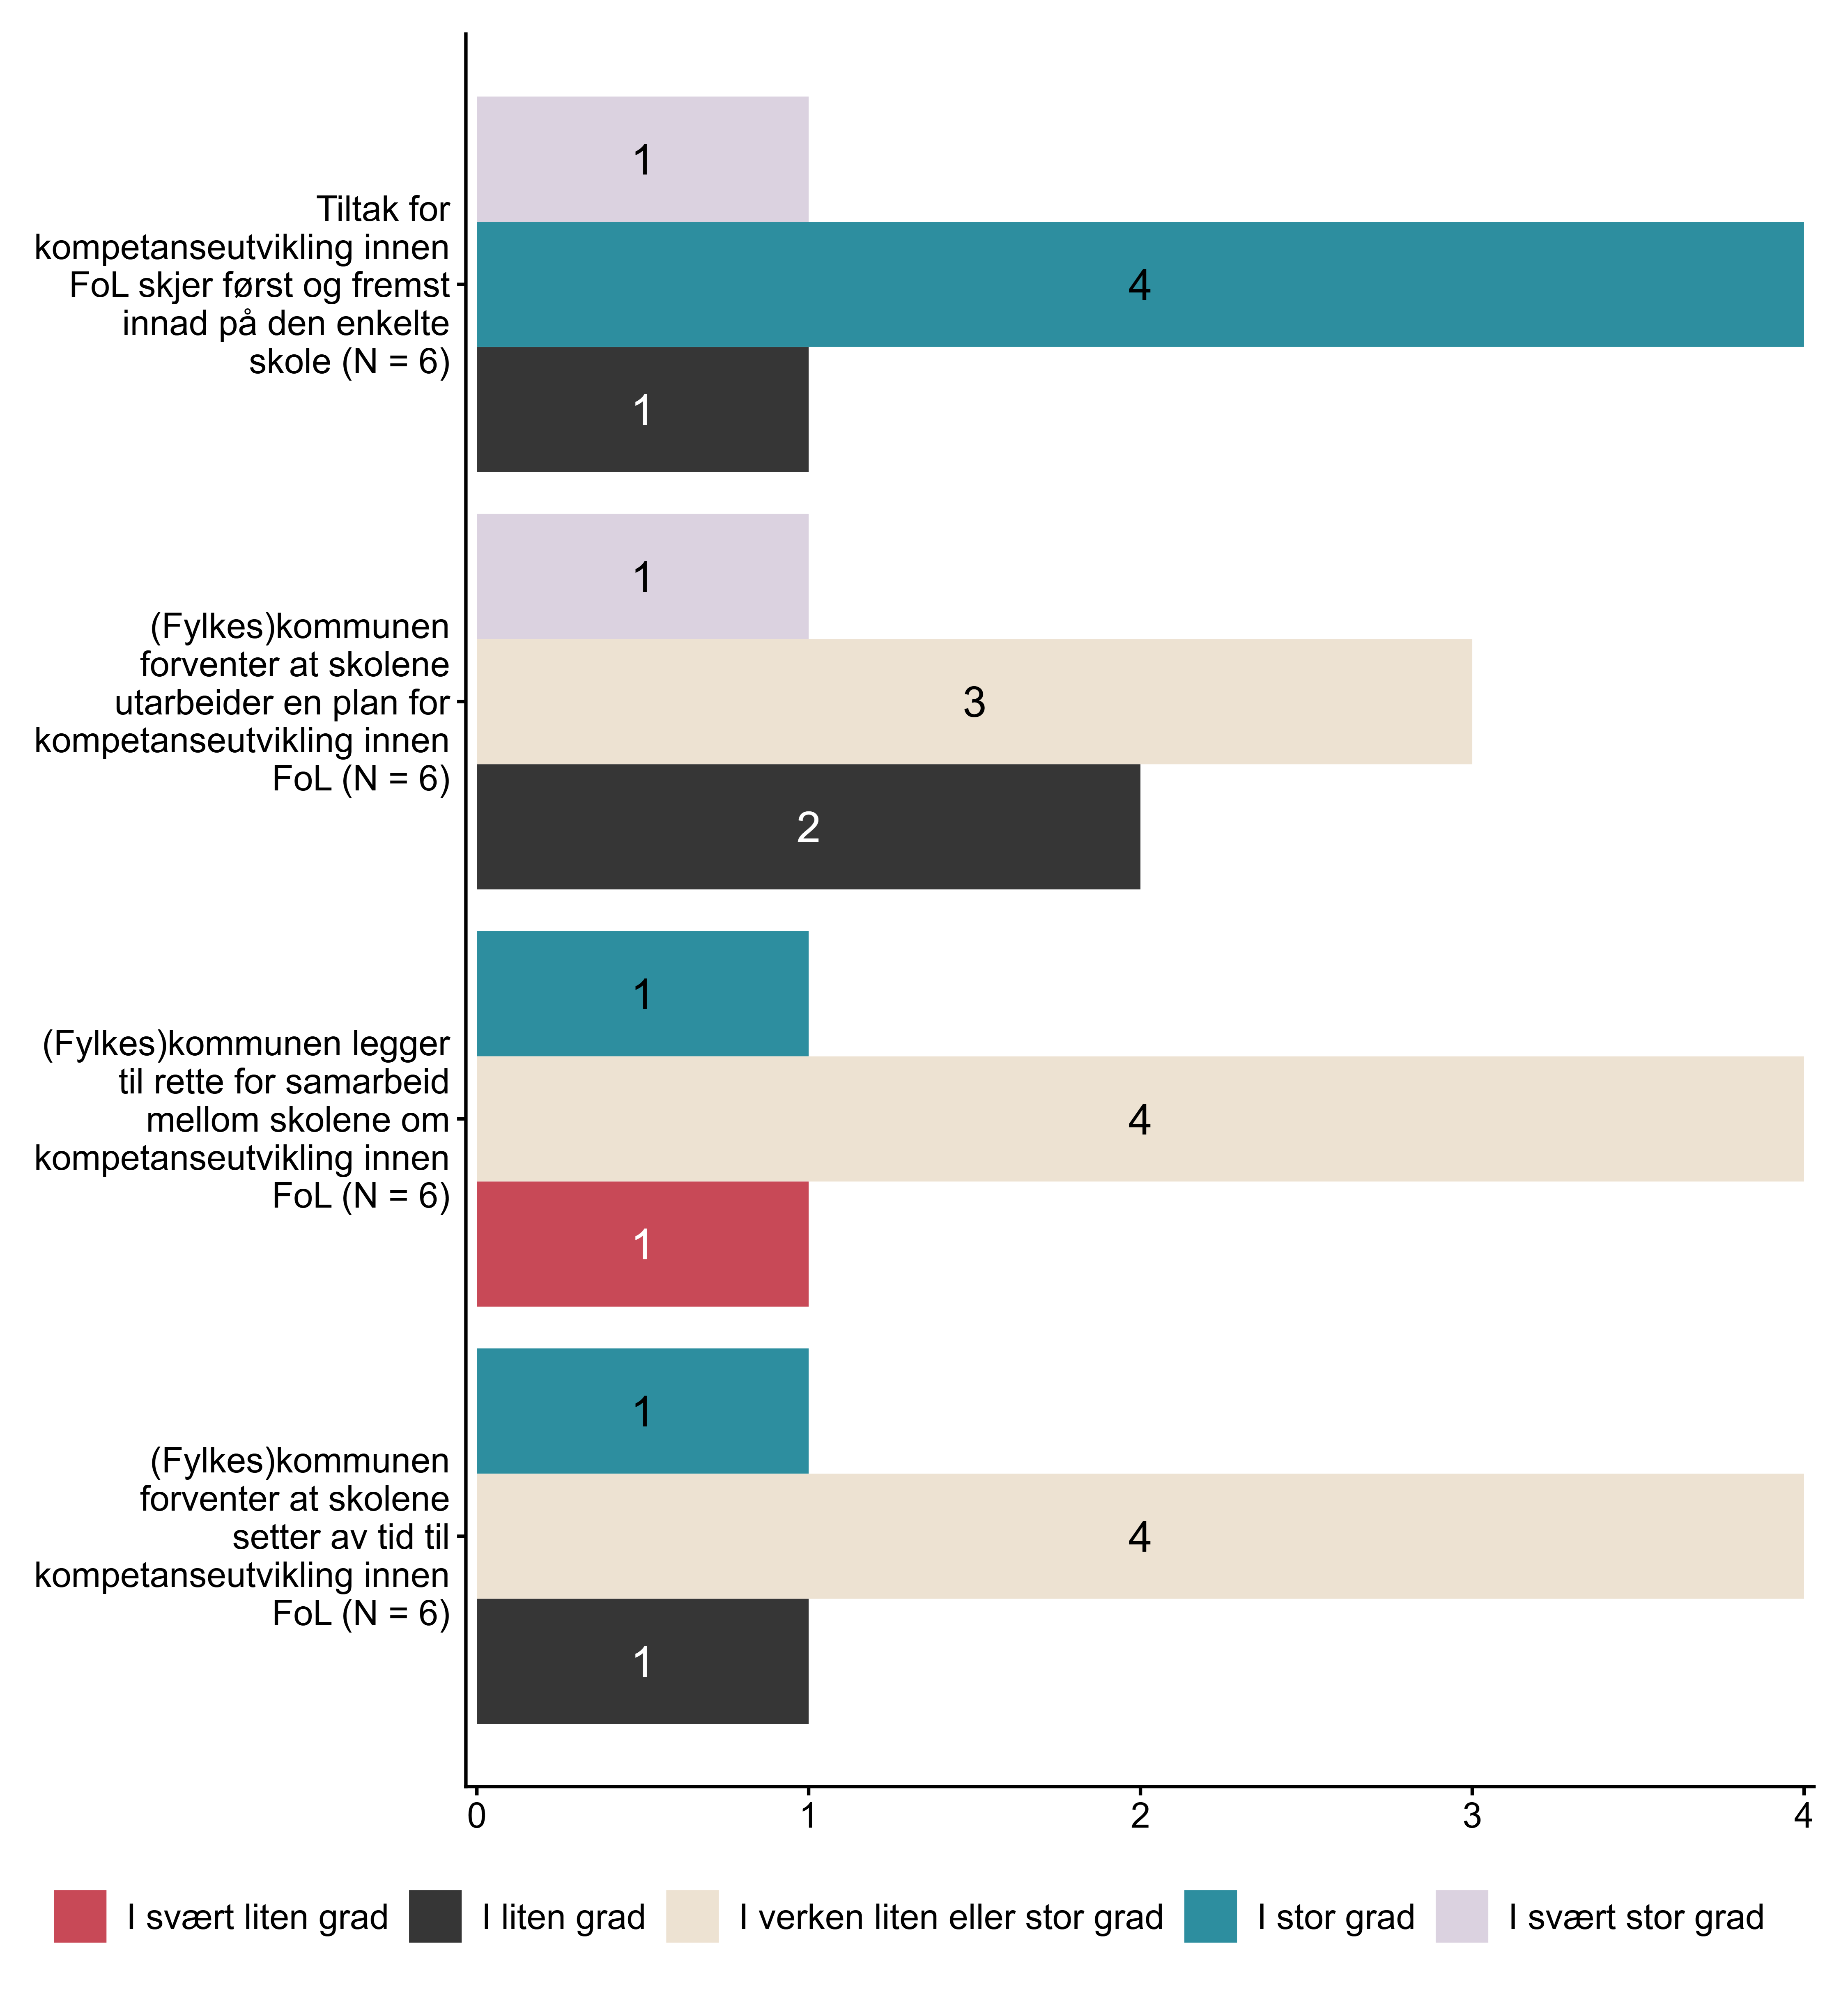 Tiltak for
kompetanseutvikling innen
FoL skjer først og fremst
innad på den enkelte
skole (N = 6)
1
4
1
(Fylkes)kommunen
forventer at skolene
utarbeider en plan for
kompetanseutvikling innen
FoL (N = 6)
1
3
2
(Fylkes)kommunen legger
til rette for samarbeid
mellom skolene om
kompetanseutvikling innen
FoL (N = 6)
1
4
1
(Fylkes)kommunen
forventer at skolene
setter av tid til
kompetanseutvikling innen
FoL (N = 6)
1
4
1
0 1 2 3 4
I svært liten grad I liten grad I verken liten eller stor grad I stor grad I svært stor grad